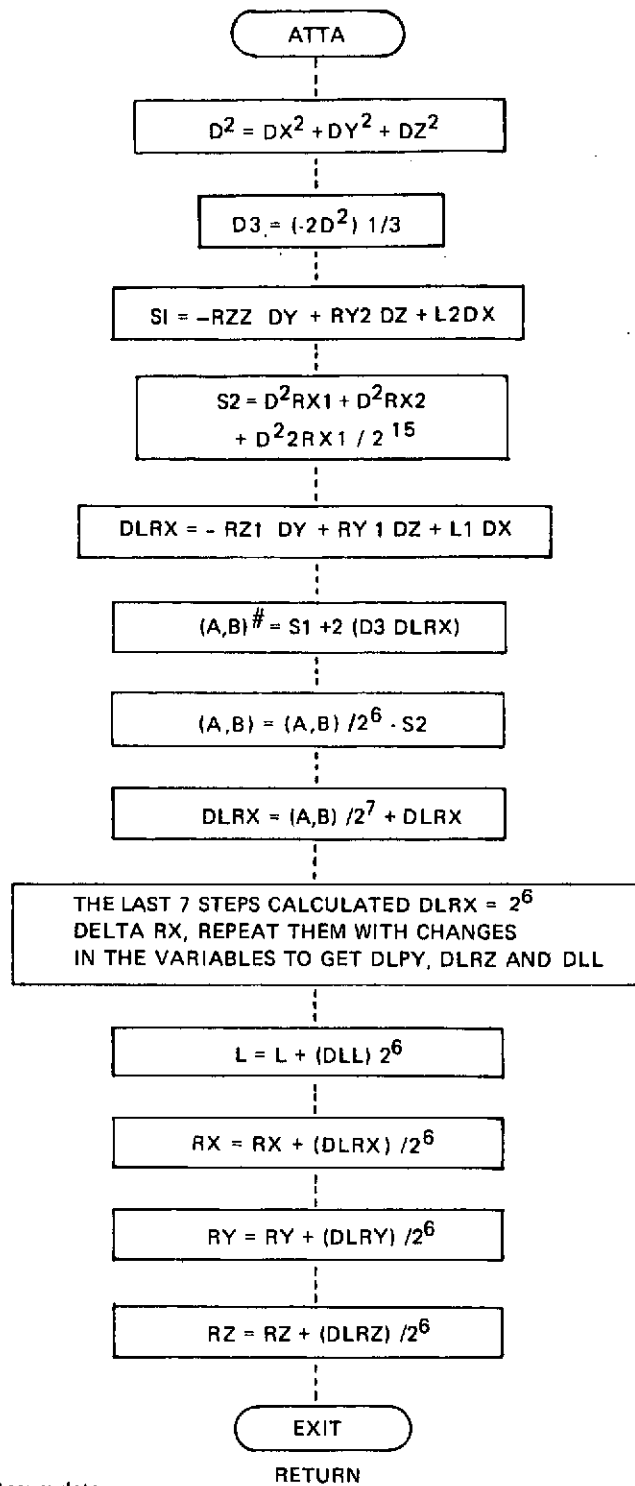 ATTA
D² = DX² + DY² + DZ²
D3 = (-2D²) 1/3
SI = -RZZ DY + RY2 DZ + L2DX
S2 = D²RX1 + D²RX2
+ D²2RX1 / 2 ¹⁵
DLRX = - RZ1 DY + RY 1 DZ + L1 DX
(A,B)# = S1 +2 (D3 DLRX)
(A,B) = (A,B) /2⁶ · S2
DLRX = (A,B) /2⁷ + DLRX
THE LAST 7 STEPS CALCULATED DLRX = 2⁶
DELTA RX, REPEAT THEM WITH CHANGES
IN THE VARIABLES TO GET DLPY, DLRZ AND DLL
L = L + (DLL) 2⁶
RX = RX + (DLRX) /2⁶
RY = RY + (DLRY) /2⁶
RZ = RZ + (DLRZ) /2⁶
EXIT
RETURN